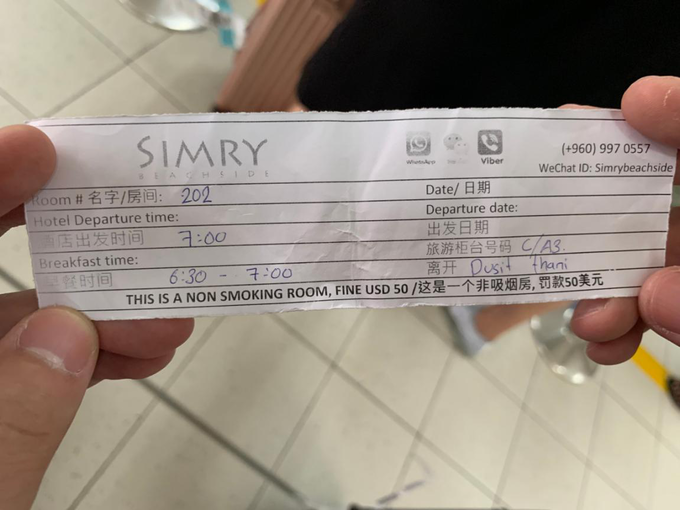 SIMRY
BEACHSIDE
WhatsApp
Viber
(+960) 997 0557
WeChat ID: Simrybeachside
Room # 名字/房间: 202
Date/ 日期
Hotel Departure time:
Departure date:
酒店出发时间 7:00
出发日期
旅游柜台号码 C/A3.
Breakfast time:
早餐时间 6:30 - 7:00
离开 Dusit thani
THIS IS A NON SMOKING ROOM, FINE USD 50 /这是一个非吸烟房, 罚款50美元